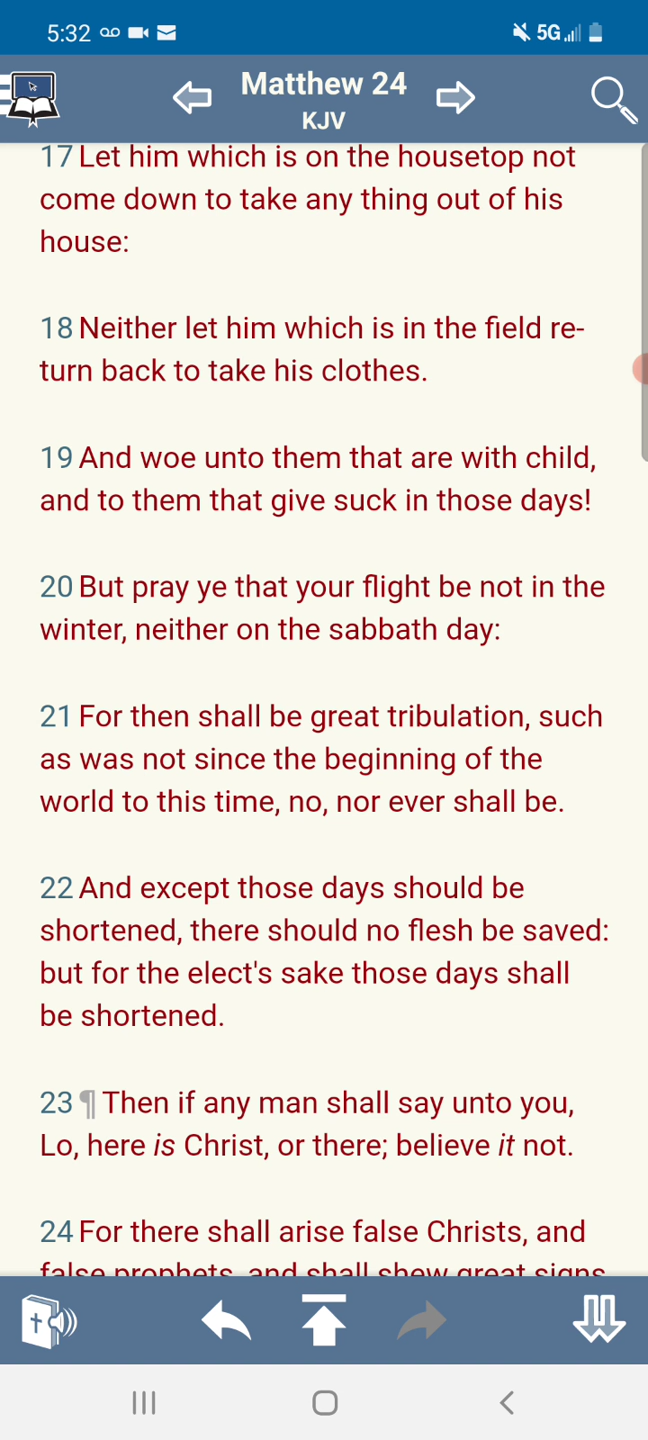 5:32
5G
Matthew 24
KJV
17 Let him which is on the housetop not
come down to take any thing out of his
house:
18 Neither let him which is in the field re-
turn back to take his clothes.
19 And woe unto them that are with child,
and to them that give suck in those days!
20 But pray ye that your flight be not in the
winter, neither on the sabbath day:
21 For then shall be great tribulation, such
as was not since the beginning of the
world to this time, no, nor ever shall be.
22 And except those days should be
shortened, there should no flesh be saved:
but for the elect's sake those days shall
be shortened.
23 ¶ Then if any man shall say unto you,
Lo, here is Christ, or there; believe it not.
24 For there shall arise false Christs, and
false prophets, and shall shew great signs